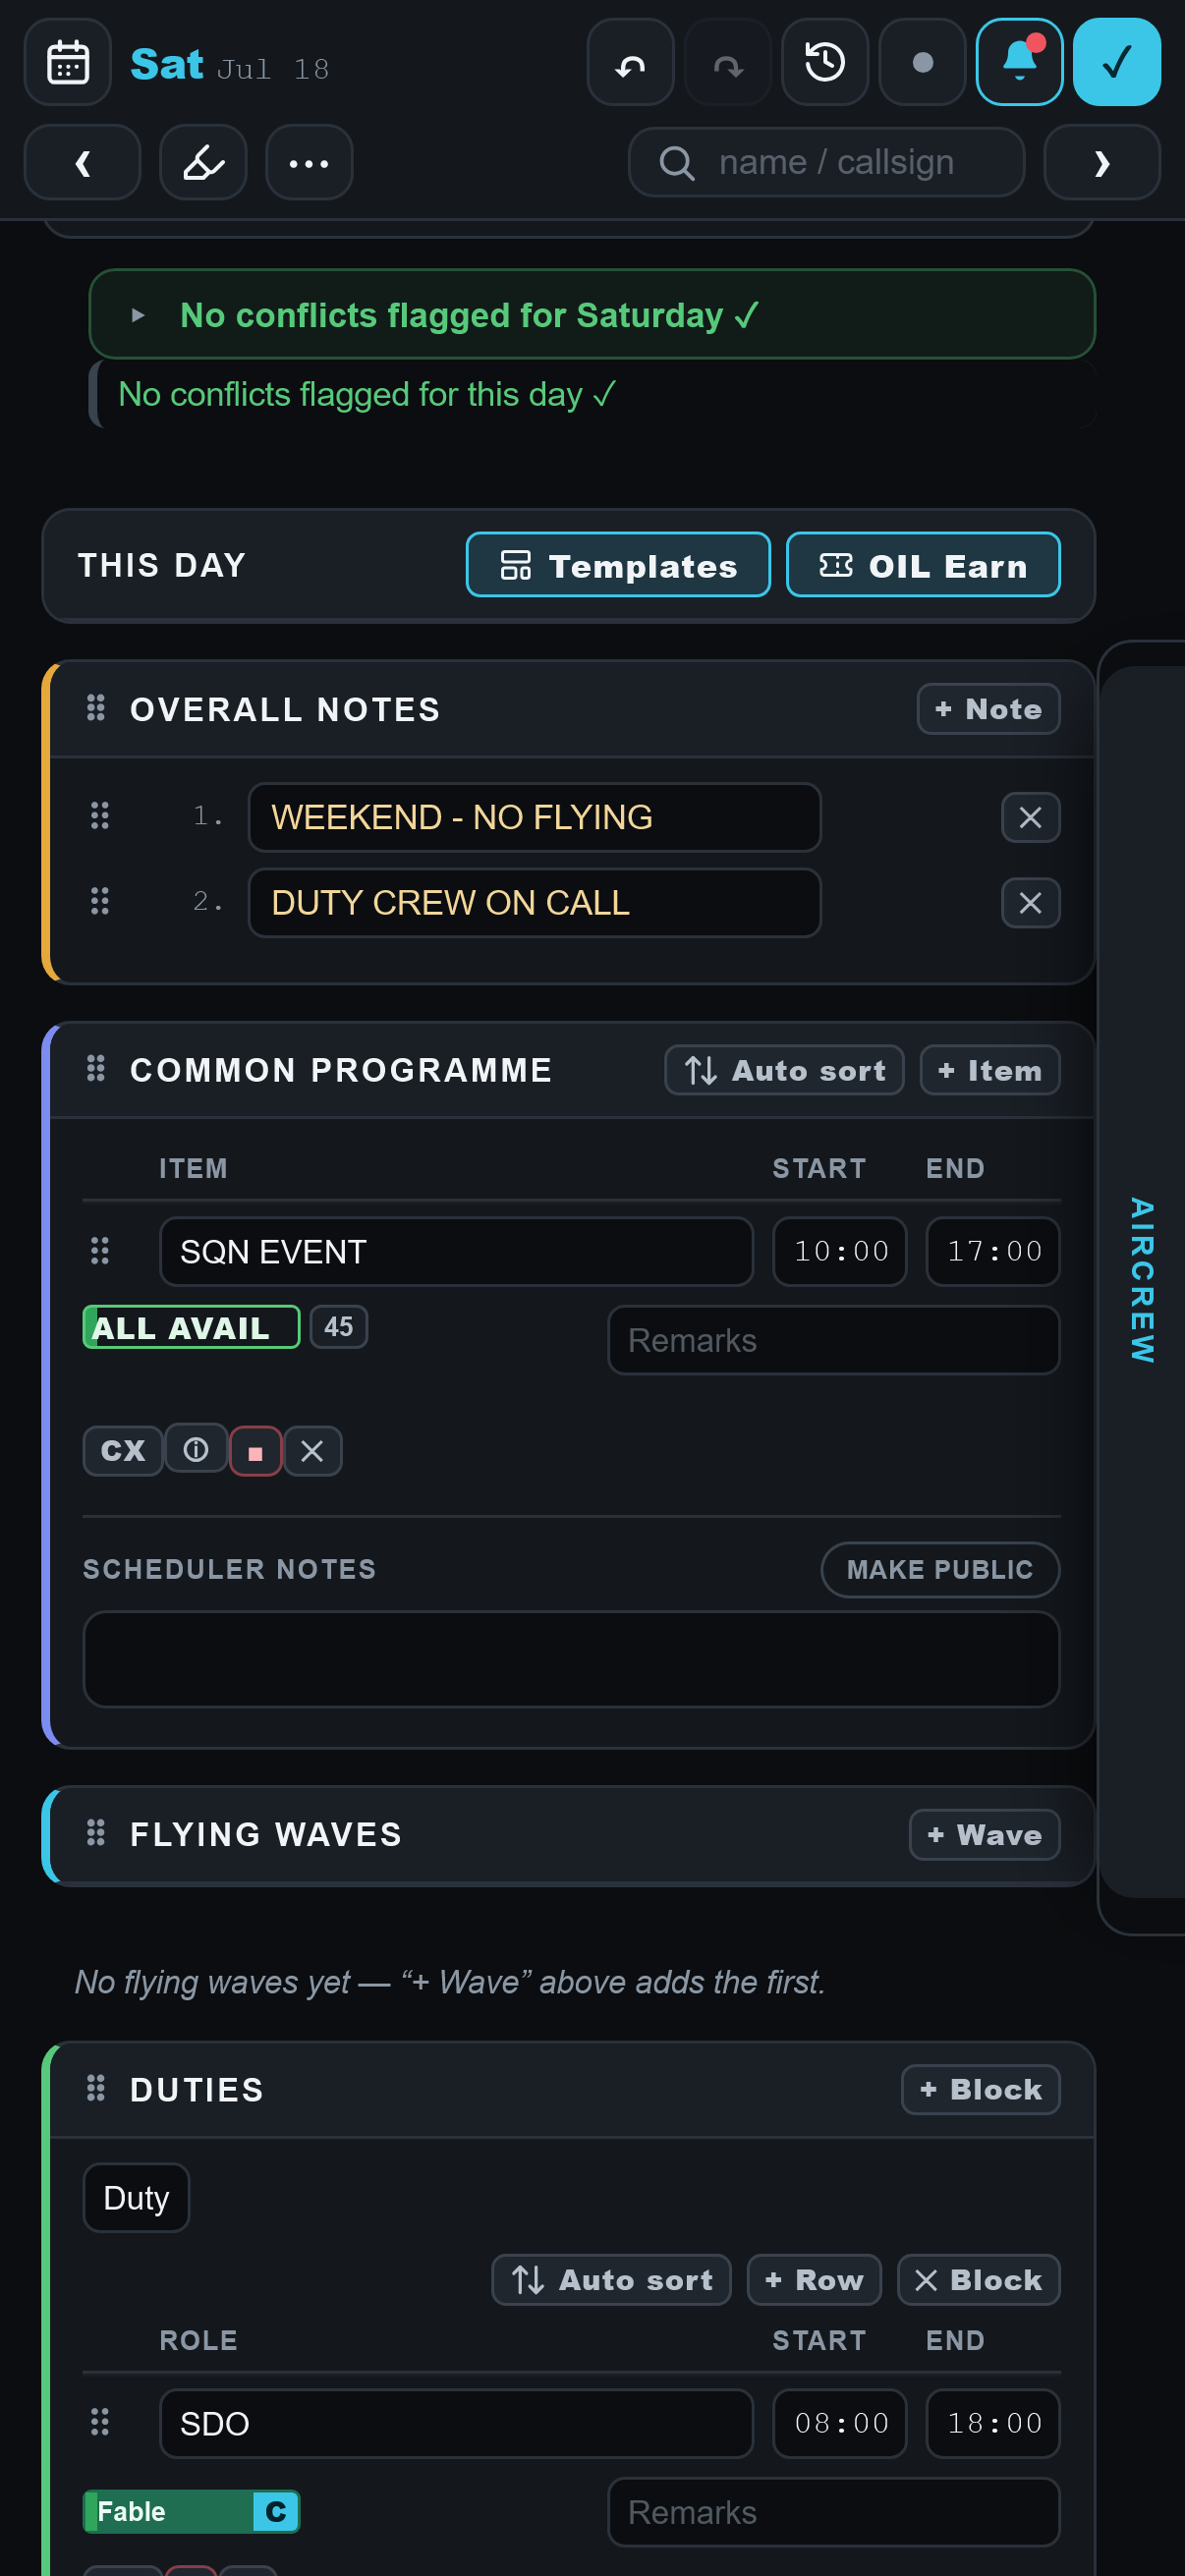 Sat Jul 18
name / callsign
No conflicts flagged for Saturday ✓
No conflicts flagged for this day ✓
THIS DAY
Templates
OIL Earn
OVERALL NOTES
+ Note
1. WEEKEND - NO FLYING
2. DUTY CREW ON CALL
COMMON PROGRAMME
Auto sort
+ Item
ITEM START END
SQN EVENT 10:00 17:00
ALL AVAIL 45 Remarks
CX
AIRCREW
SCHEDULER NOTES
MAKE PUBLIC
FLYING WAVES
+ Wave
No flying waves yet — “+ Wave” above adds the first.
DUTIES
+ Block
Duty
Auto sort
+ Row
× Block
ROLE START END
SDO 08:00 18:00
Fable C Remarks